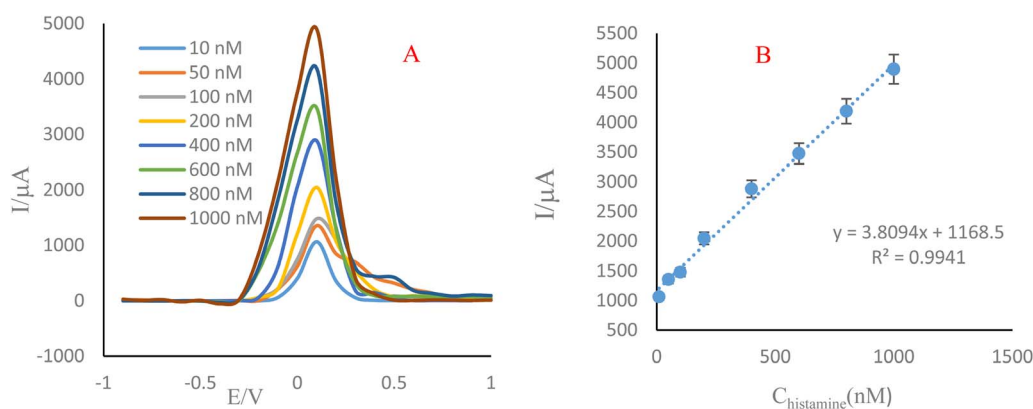 A
5000
4000
3000
2000
1000
0
-1000
I/µA
10 nM
50 nM
100 nM
200 nM
400 nM
600 nM
800 nM
1000 nM
-1
-0.5
0
0.5
1
E/V
B
5500
5000
4500
4000
3500
3000
2500
2000
1500
1000
500
I/µA
y = 3.8094x + 1168.5
R² = 0.9941
0
500
1000
1500
Chistamine(nM)